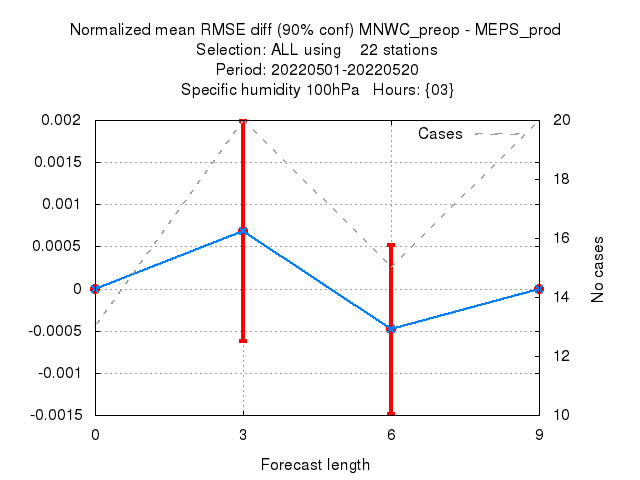 Normalized mean RMSE diff (90% conf) MNWC_preop - MEPS_prod
Selection: ALL using    22 stations
Period: 20220501-20220520
Specific humidity 100hPa   Hours: {03}
Cases
0.002
0.0015
0.001
0.0005
0
-0.0005
-0.001
-0.0015
20
18
16
14
12
10
No cases
0 3 6 9
Forecast length